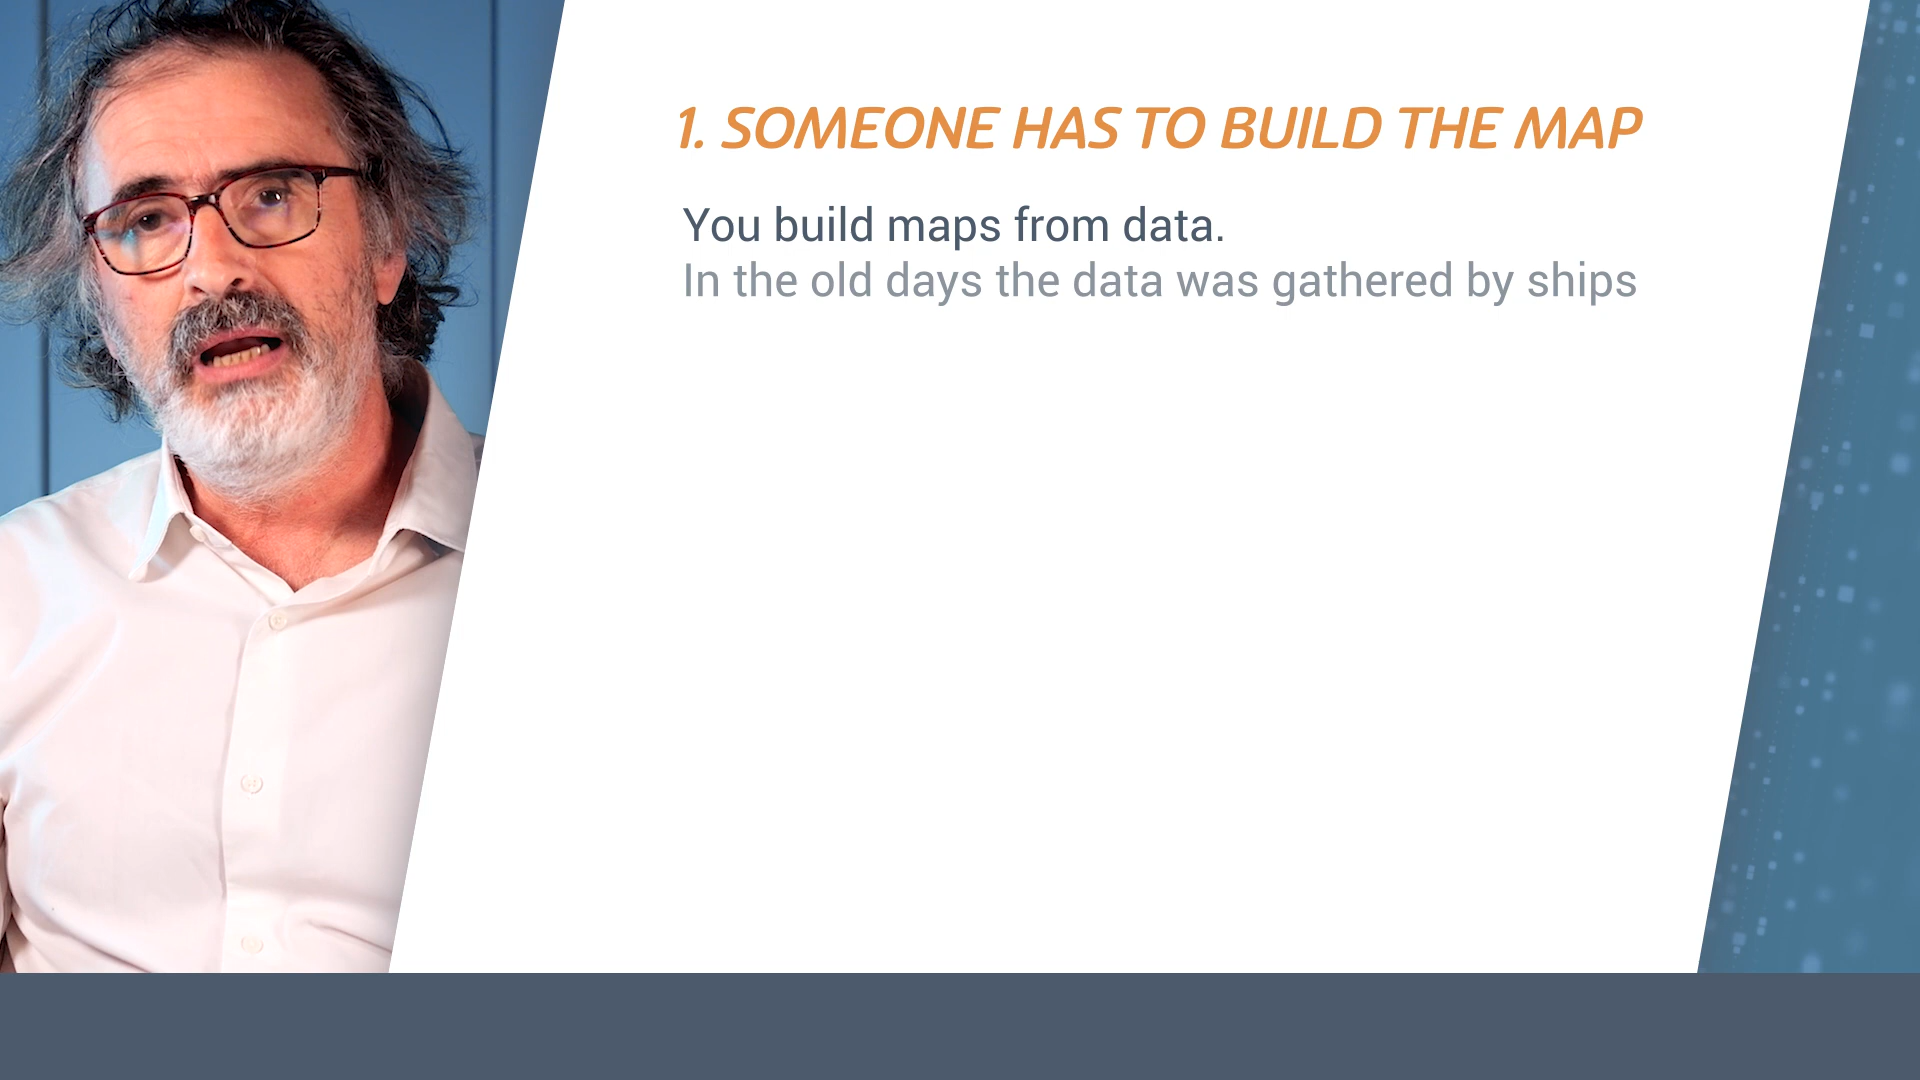 1. SOMEONE HAS TO BUILD THE MAP
You build maps from data.
In the old days the data was gathered by ships